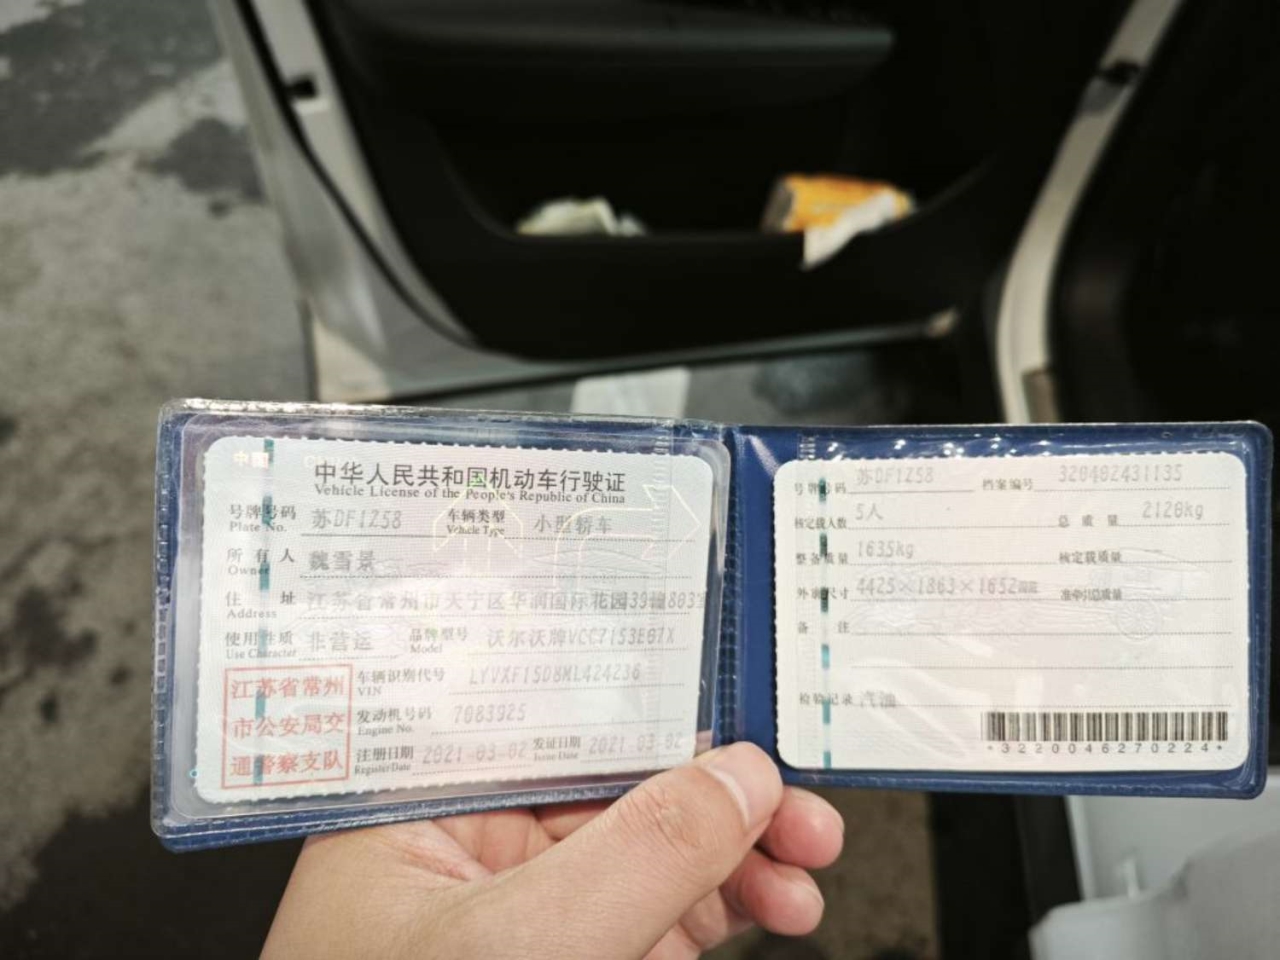 中国
中华人民共和国机动车行驶证
Vehicle License of the People's Republic of China
号牌号码 苏DF1Z58 车辆类型 小型轿车
Plate No. Vehicle Type
所有人 魏雪景
Owner
住址 江苏省常州市天宁区华润国际花园39幢803室
Address
使用性质 非营运 品牌型号 沃尔沃牌VCC7153E07X
Use Character Model
江苏省常州
市公安局交
通警察支队
车辆识别代号 LYVXF15D8ML424236
VIN
发动机号码 7083925
Engine No.
注册日期 2021-03-02 发证日期 2021-03-02
Register Date Issue Date
号牌号码 苏DF1Z58 档案编号 320402431135
核定载人数 5人 总质量 2120kg
整备质量 1635kg 核定载质量
外廓尺寸 4425×1863×1652mm 准牵引总质量
备注
检验记录 汽油
*3220046270224*